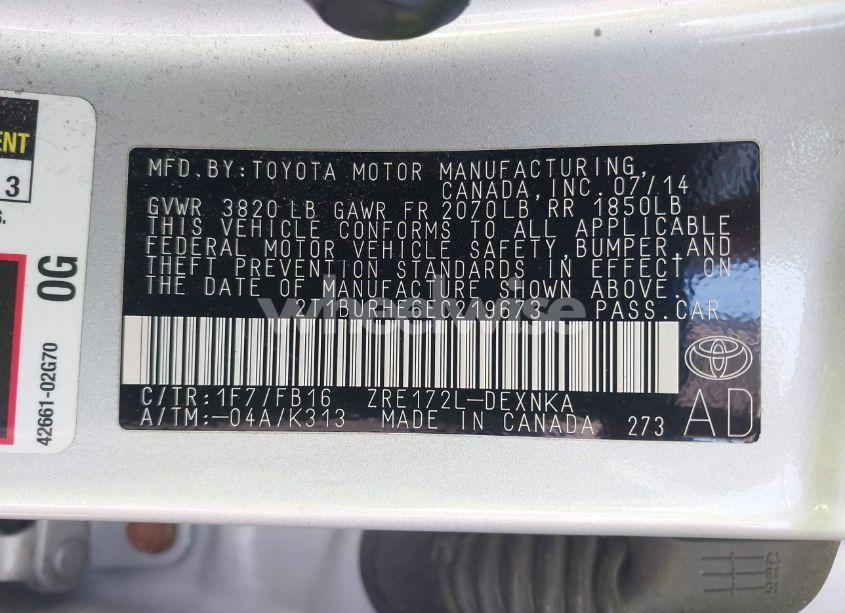 ENT
13
S.
0G
42661-02G70
MFD.BY:TOYOTA MOTOR MANUFACTURING,
CANADA,INC.07/14
GVWR 3820 LB GAWR FR 2070LB RR 1850LB
THIS VEHICLE CONFORMS TO ALL APPLICABLE
FEDERAL MOTOR VEHICLE SAFETY,BUMPER,AND
THEFT PREVENTION STANDARDS IN EFFECT ON
THE DATE OF MANUFACTURE SHOWN ABOVE.
2T1BURHE6EC219673 PASS.CAR
wheelwise
C/TR:1F7/FB16 ZRE172L-DEXNKA
A/TM:-04A/K313 MADE IN CANADA 273
AD